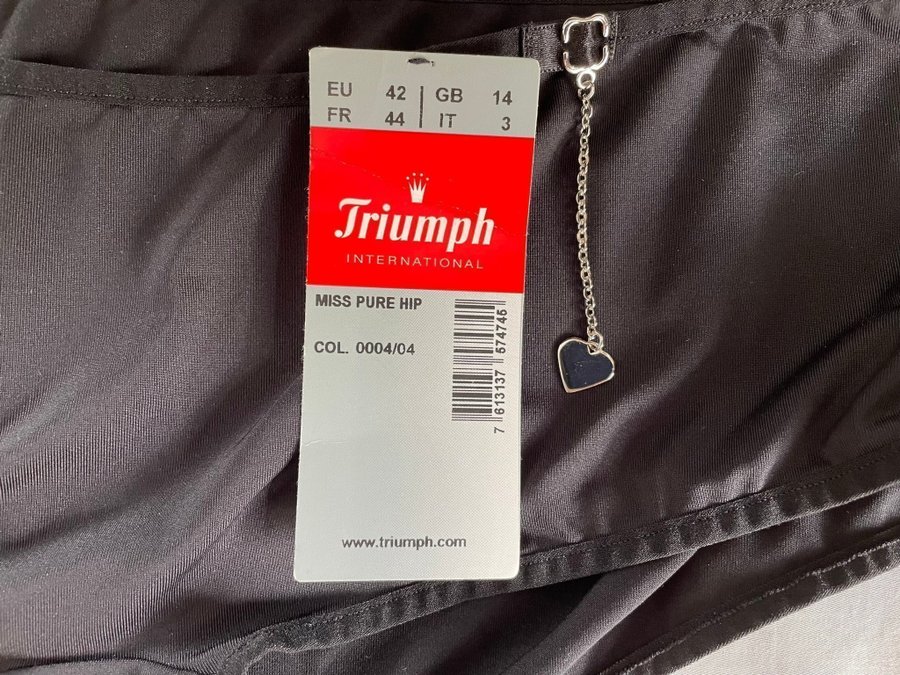 EU 42 GB 14
FR 44 IT 3
Triumph
INTERNATIONAL
MISS PURE HIP
COL. 0004/04
7 613137 574746
www.triumph.com